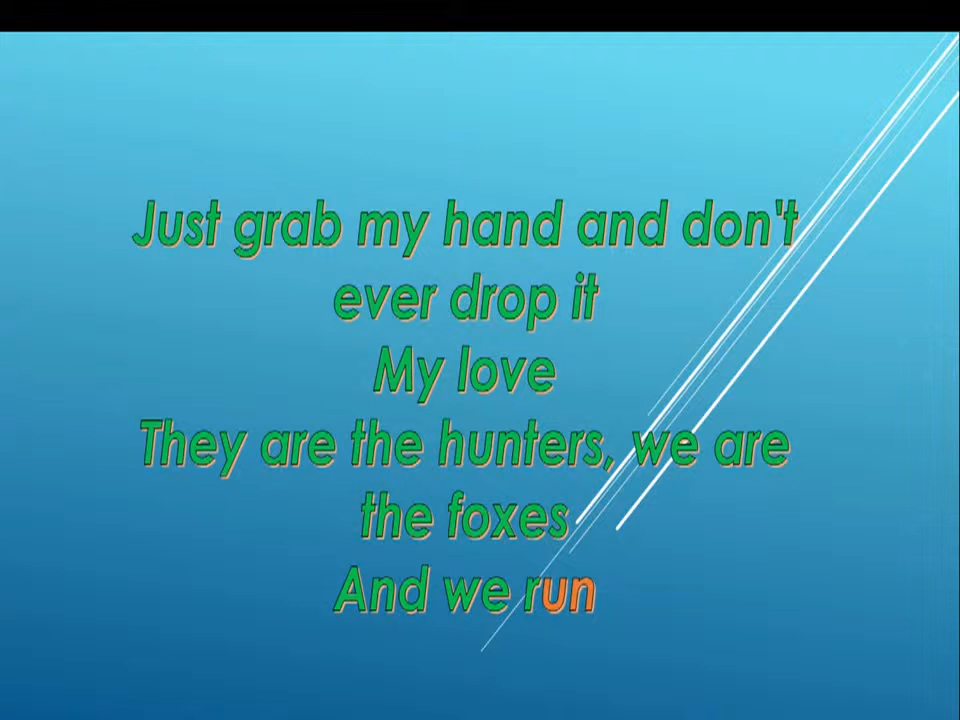 Just grab my hand and don't
ever drop it
My love
They are the hunters, we are
the foxes
And we run